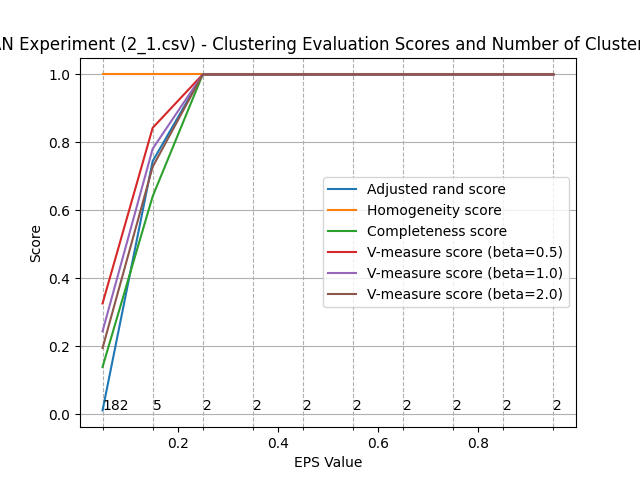 AN Experiment (2_1.csv) - Clustering Evaluation Scores and Number of Cluster
1.0
0.8
0.6
0.4
0.2
0.0
Score
Adjusted rand score
Homogeneity score
Completeness score
V-measure score (beta=0.5)
V-measure score (beta=1.0)
V-measure score (beta=2.0)
182 5 2 2 2 2 2 2 2 2
0.2 0.4 0.6 0.8
EPS Value